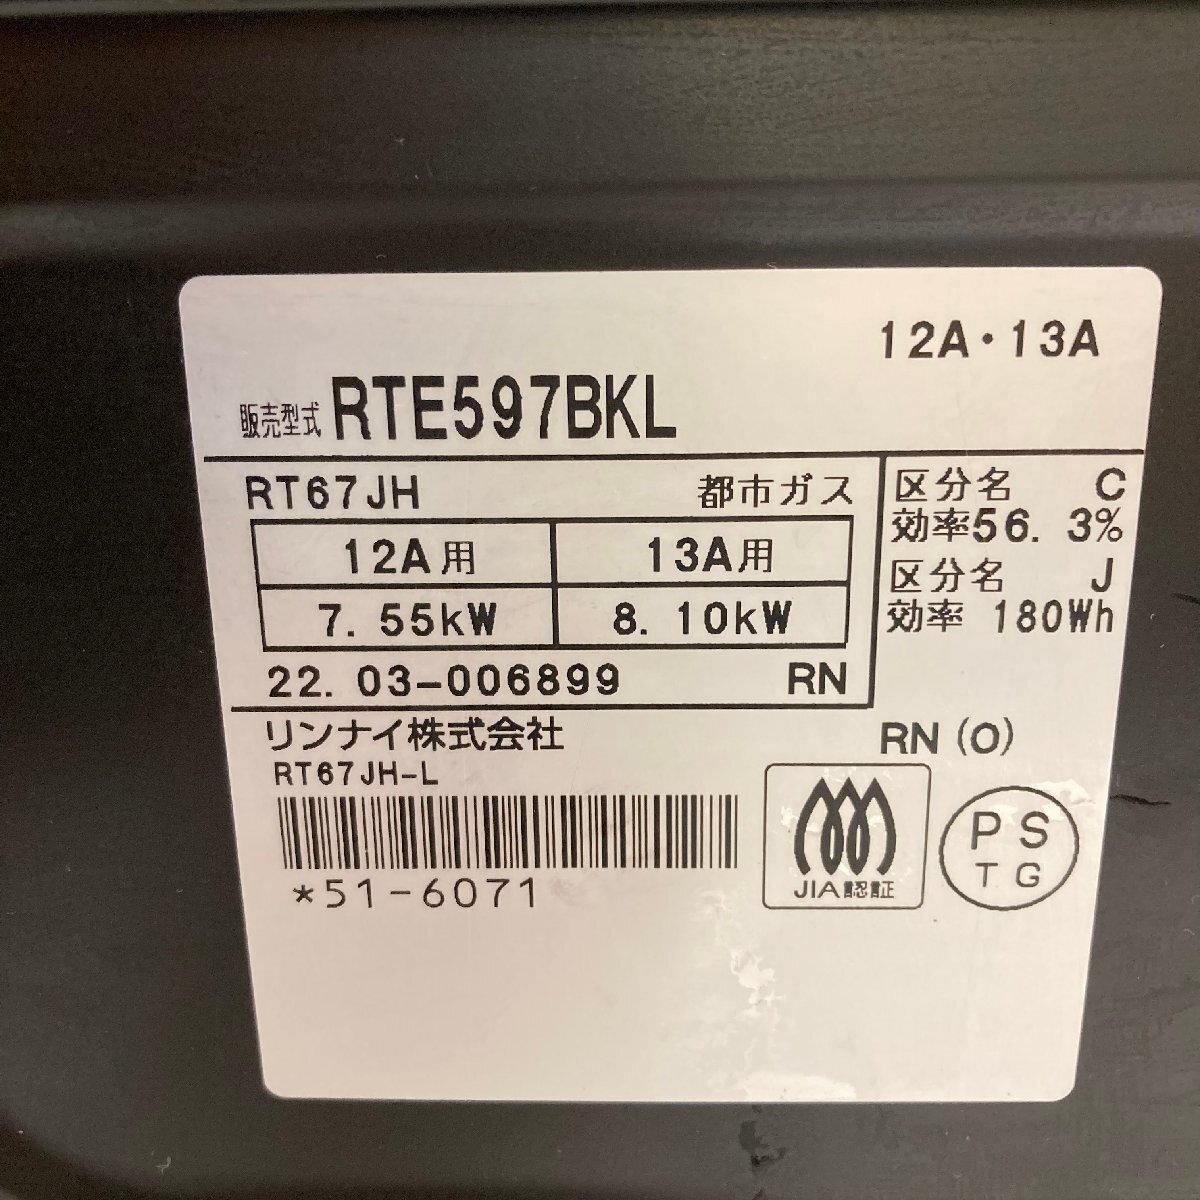 12A・13A
販売型式 RTE597BKL
RT67JH 都市ガス
12A用 13A用
7.55kW 8.10kW
22.03-006899 RN
区分名 C
効率56.3%
区分名 J
効率 180Wh
リンナイ株式会社
RT67JH-L
*51-6071
RN(O)
JIA認証
PS
TG